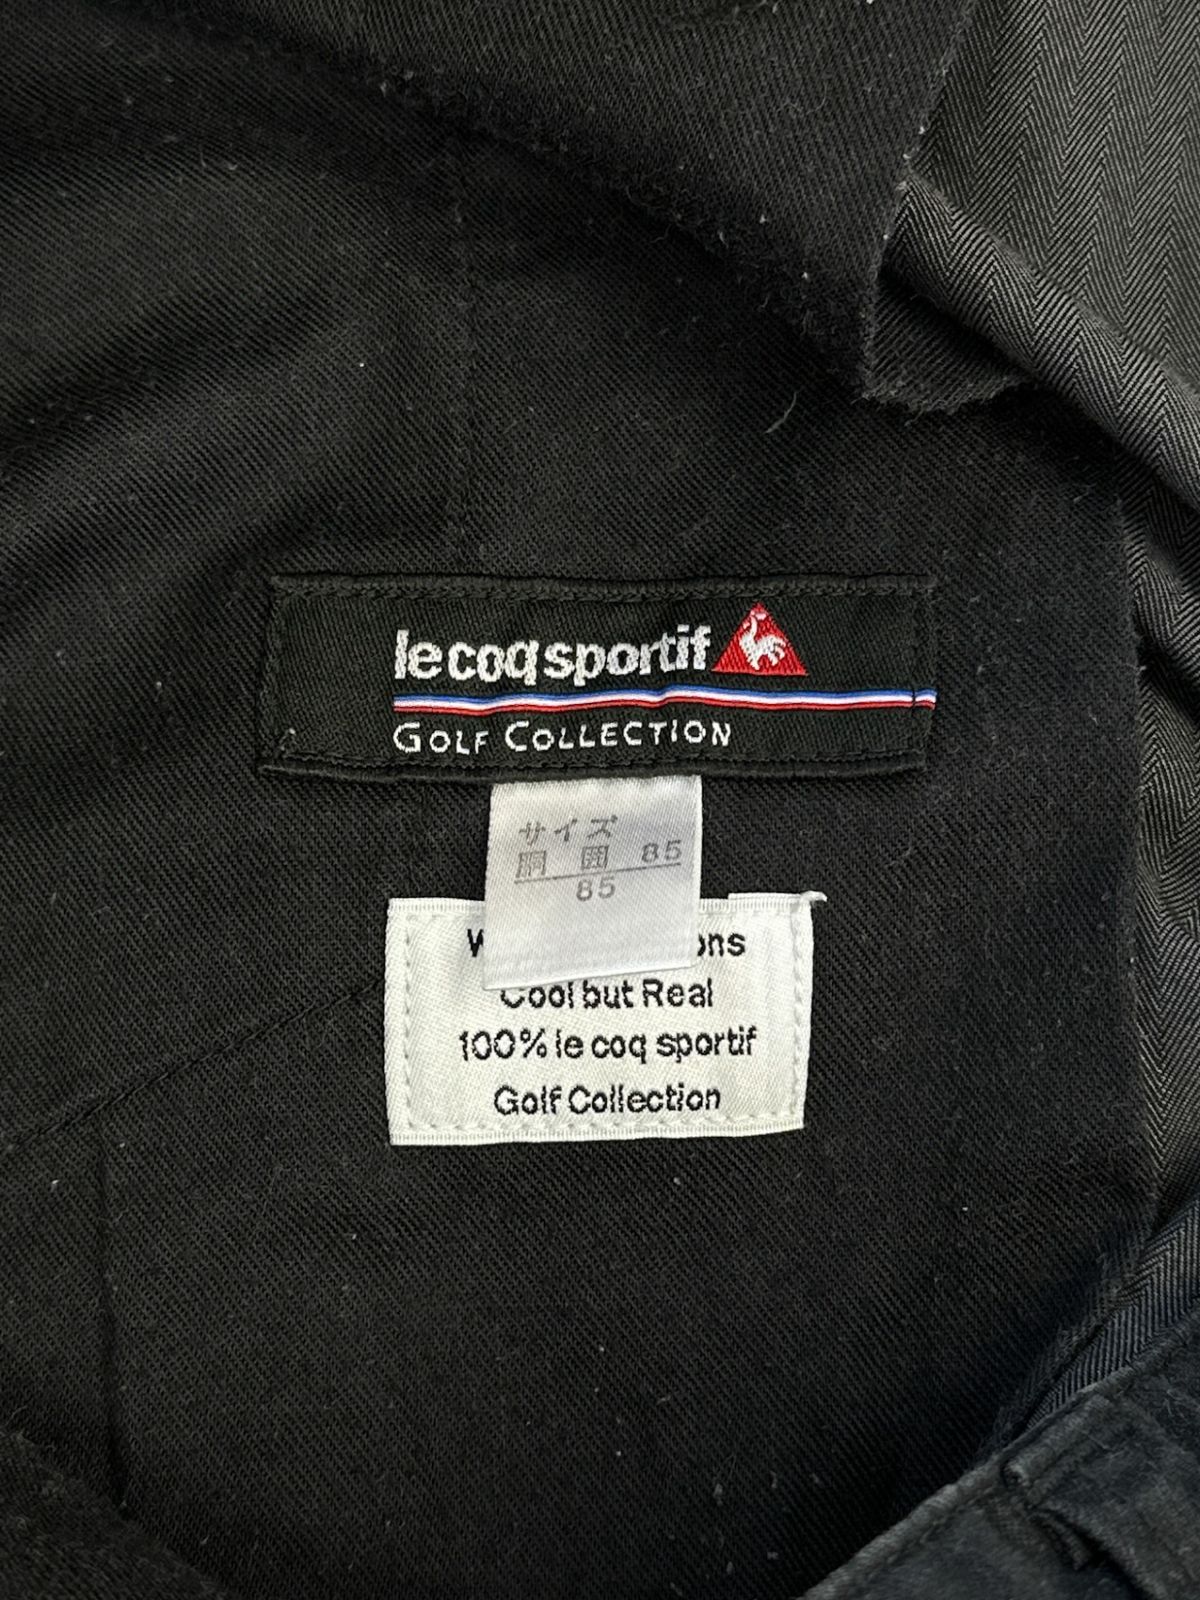 le coq sportif
GOLF COLLECTION
サイズ
胴囲 85
85
Cool but Real
100% le coq sportif
Golf Collection